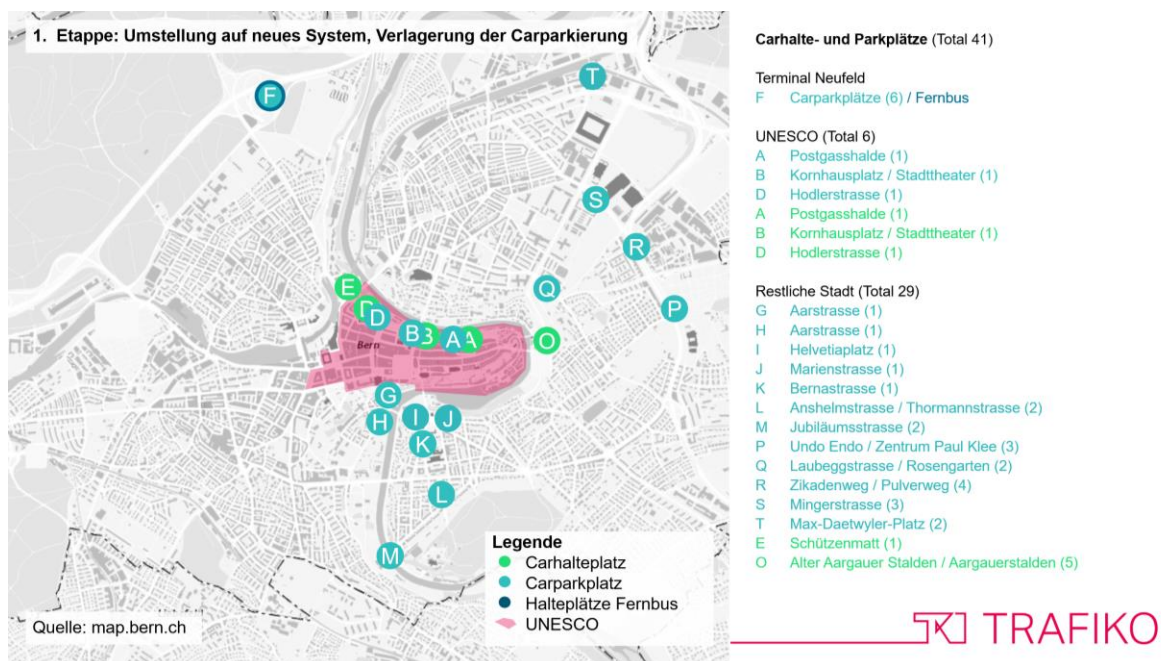 1. Etappe: Umstellung auf neues System, Verlagerung der Carparkierung
F
T
S
R
E
Q
D
D
P
B
B
A
A
O
Bern
G
H
I
J
K
L
M
Legende
Carhalteplatz
Carparkplatz
Halteplätze Fernbus
UNESCO
Quelle: map.bern.ch
Carhalte- und Parkplätze (Total 41)
Terminal Neufeld
F Carparkplätze (6) / Fernbus
UNESCO (Total 6)
A Postgasshalde (1)
B Kornhausplatz / Stadttheater (1)
D Hodlerstrasse (1)
A Postgasshalde (1)
B Kornhausplatz / Stadttheater (1)
D Hodlerstrasse (1)
Restliche Stadt (Total 29)
G Aarstrasse (1)
H Aarstrasse (1)
I Helvetiaplatz (1)
J Marienstrasse (1)
K Bernastrasse (1)
L Anshelmstrasse / Thormannstrasse (2)
M Jubiläumsstrasse (2)
P Undo Endo / Zentrum Paul Klee (3)
Q Laubeggstrasse / Rosengarten (2)
R Zikadenweg / Pulverweg (4)
S Mingerstrasse (3)
T Max-Daetwyler-Platz (2)
E Schützenmatt (1)
O Alter Aargauer Stalden / Aargauerstalden (5)
TRAFIKO